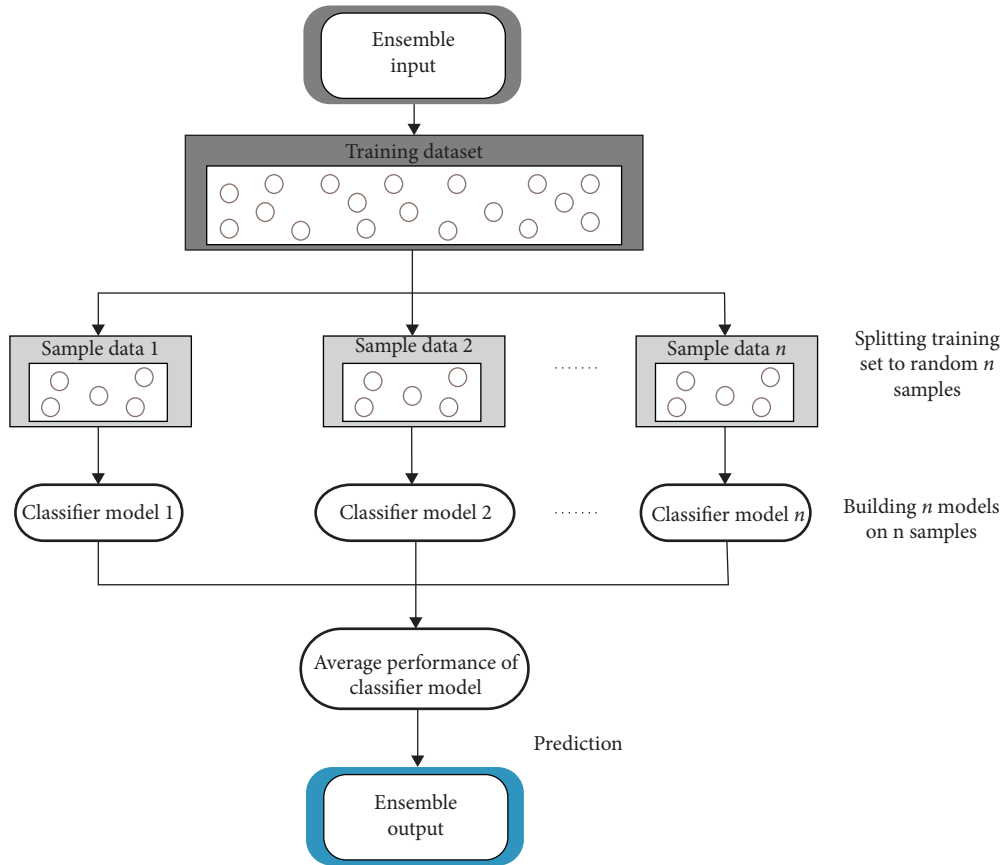 Ensemble
input
Training dataset
Sample data 1
Sample data 2
.......
Sample data n
Splitting training
set to random n
samples
Classifier model 1
Classifier model 2
.......
Classifier model n
Building n models
on n samples
Average performance of
classifier model
Prediction
Ensemble
output